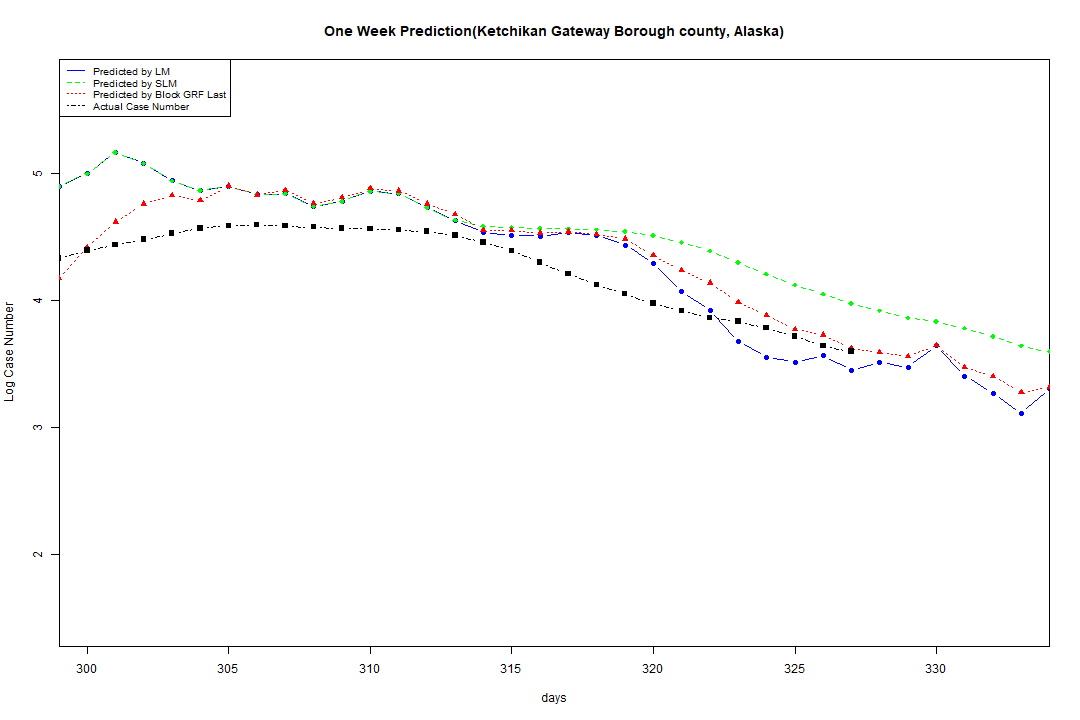 One Week Prediction(Ketchikan Gateway Borough county, Alaska)
Predicted by LM
Predicted by SLM
Predicted by Block GRF Last
Actual Case Number
5
4
3
2
Log Case Number
300 305 310 315 320 325 330
days